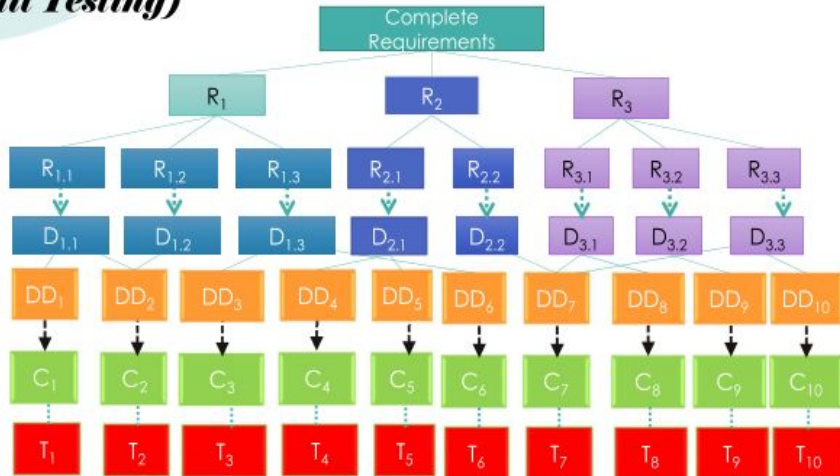 Testing)
Complete
Requirements
R1 R2 R3
R1.1 R1.2 R1.3 R2.1 R2.2 R3.1 R3.2 R3.3
D1.1 D1.2 D1.3 D2.1 D2.2 D3.1 D3.2 D3.3
DD1 DD2 DD3 DD4 DD5 DD6 DD7 DD8 DD9 DD10
C1 C2 C3 C4 C5 C6 C7 C8 C9 C10
T1 T2 T3 T4 T5 T6 T7 T8 T9 T10